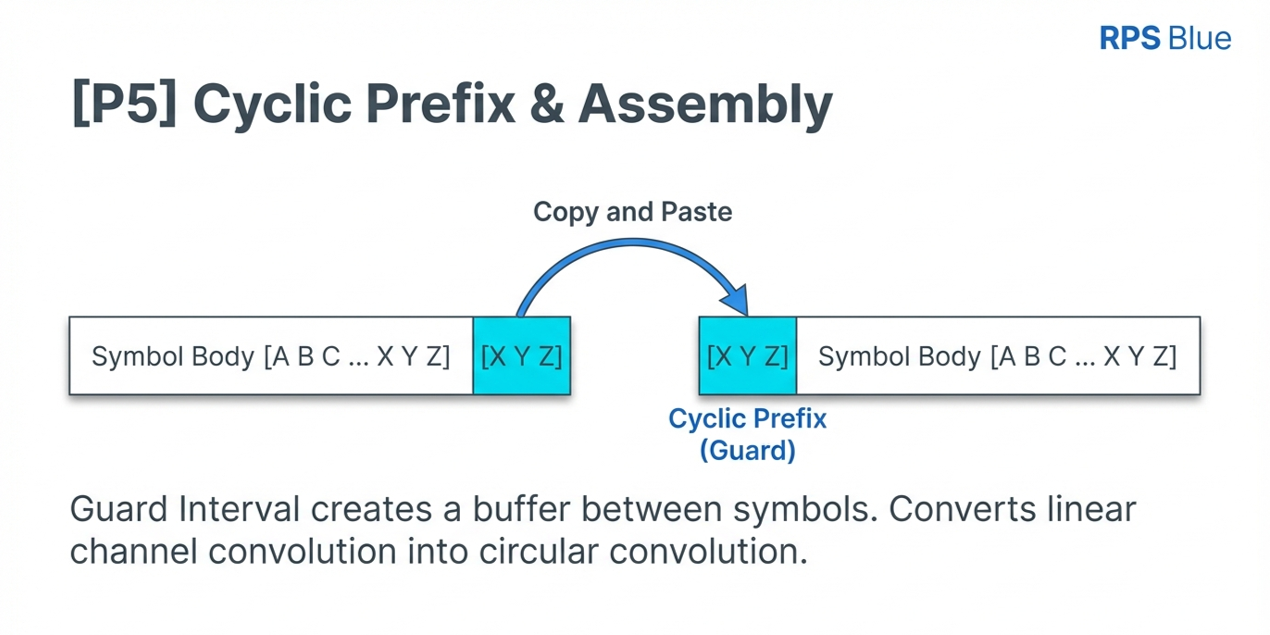 RPS Blue
[P5] Cyclic Prefix & Assembly
Copy and Paste
Symbol Body [A B C ... X Y Z] [X Y Z] [X Y Z] Symbol Body [A B C ... X Y Z]
Cyclic Prefix
(Guard)
Guard Interval creates a buffer between symbols. Converts linear
channel convolution into circular convolution.